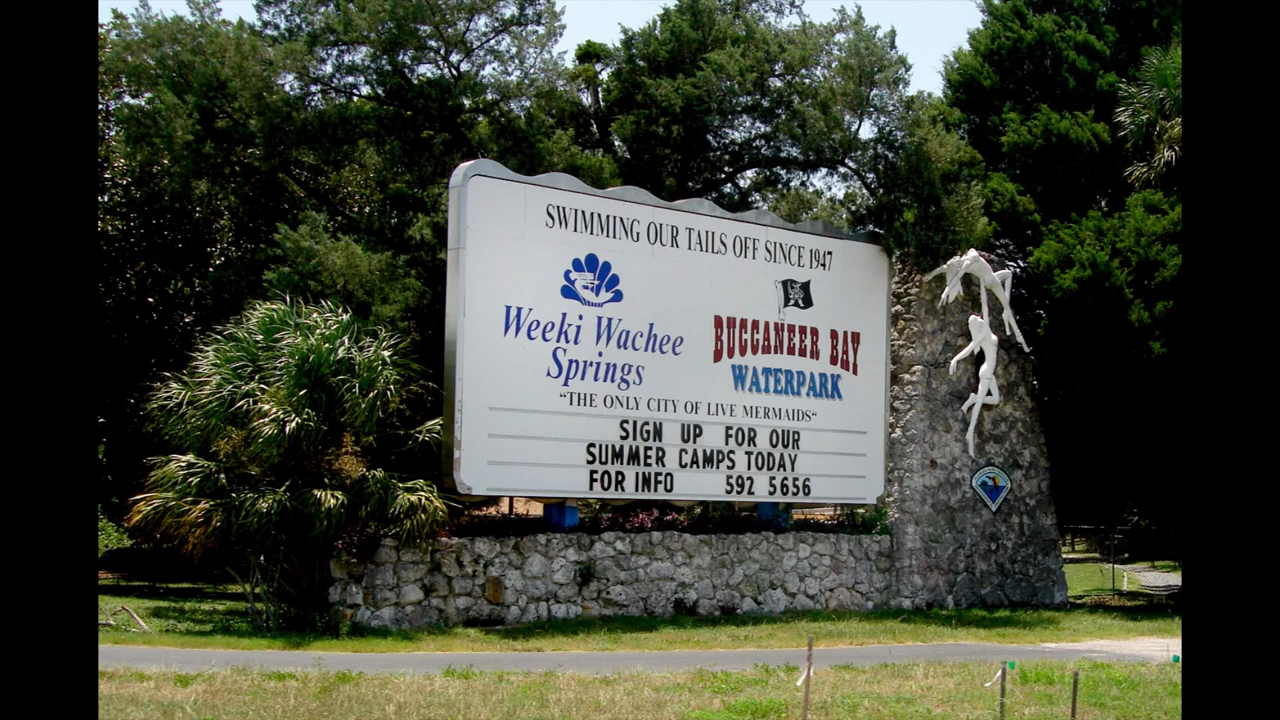 SWIMMING OUR TAILS OFF SINCE 1947
Weeki Wachee
Springs
BUCCANEER BAY
WATERPARK
"THE ONLY CITY OF LIVE MERMAIDS"
SIGN UP FOR OUR
SUMMER CAMPS TODAY
FOR INFO 592 5656